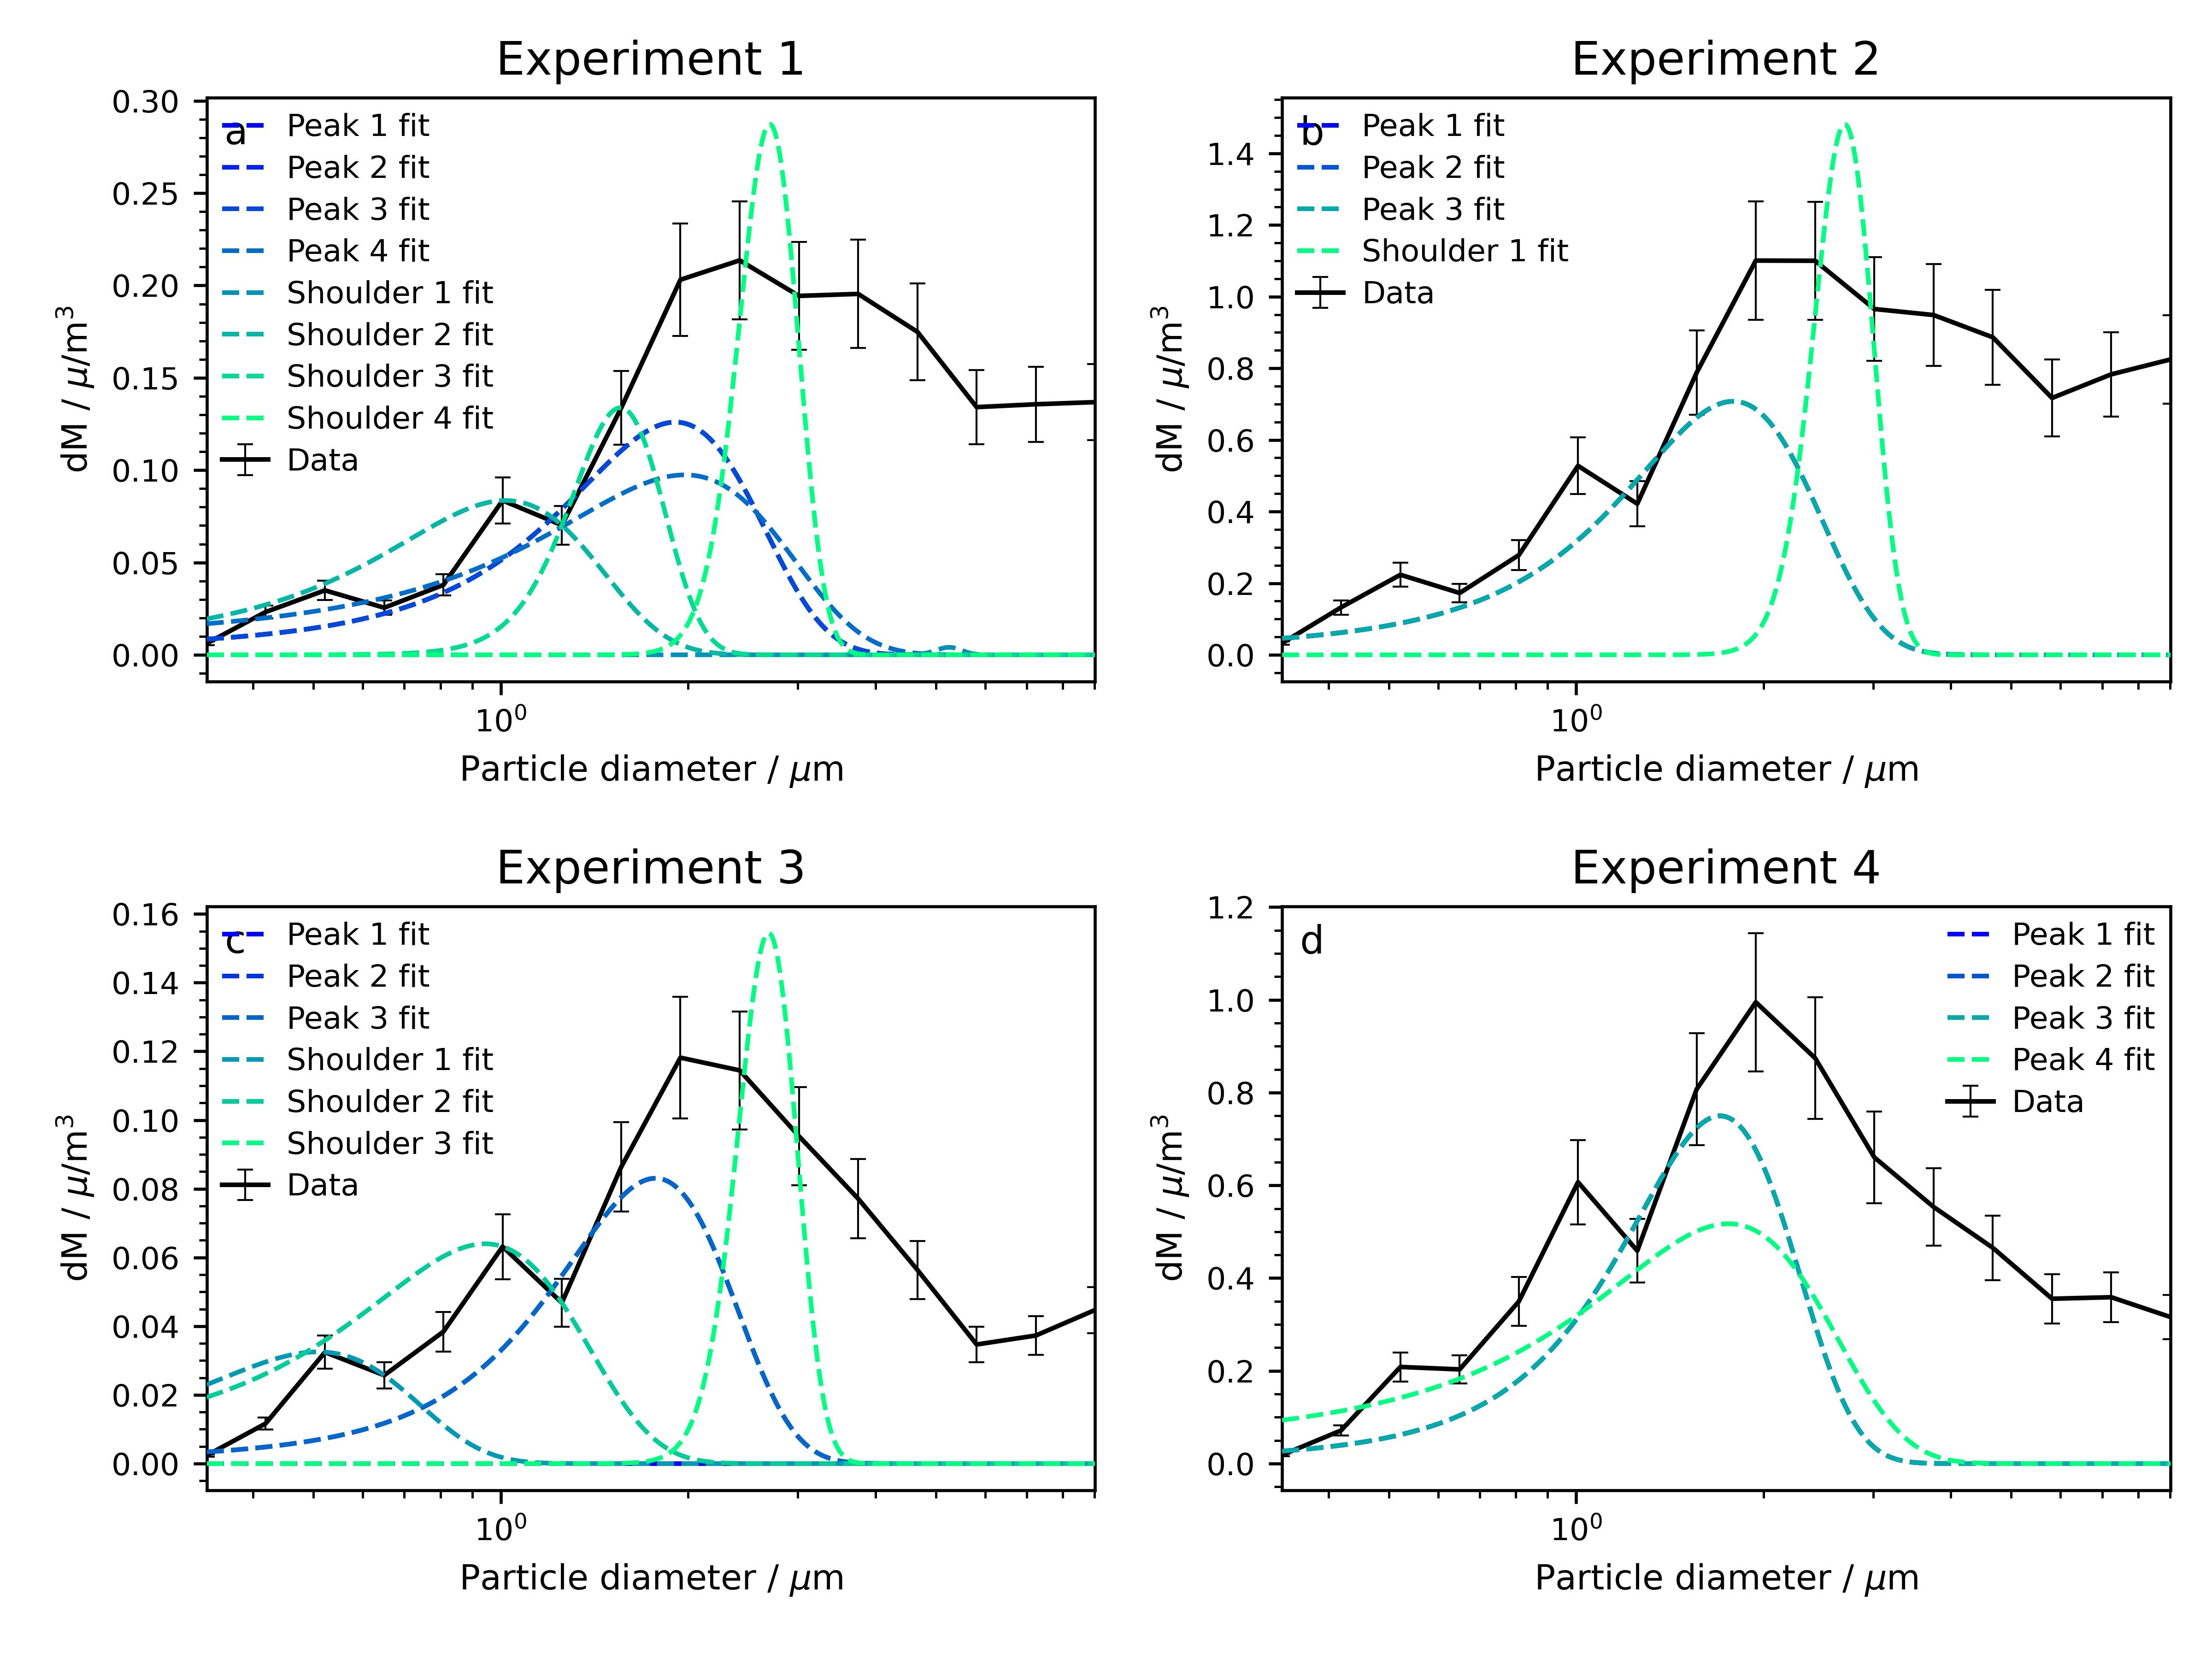 Experiment 1
a
Peak 1 fit
Peak 2 fit
Peak 3 fit
Peak 4 fit
Shoulder 1 fit
Shoulder 2 fit
Shoulder 3 fit
Shoulder 4 fit
Data
0.30
0.25
0.20
0.15
0.10
0.05
0.00
dM / μ/m³
10⁰
Particle diameter / μm
Experiment 2
b
Peak 1 fit
Peak 2 fit
Peak 3 fit
Shoulder 1 fit
Data
1.4
1.2
1.0
0.8
0.6
0.4
0.2
0.0
dM / μ/m³
10⁰
Particle diameter / μm
Experiment 3
c
Peak 1 fit
Peak 2 fit
Peak 3 fit
Shoulder 1 fit
Shoulder 2 fit
Shoulder 3 fit
Data
0.16
0.14
0.12
0.10
0.08
0.06
0.04
0.02
0.00
dM / μ/m³
10⁰
Particle diameter / μm
Experiment 4
d
Peak 1 fit
Peak 2 fit
Peak 3 fit
Peak 4 fit
Data
1.2
1.0
0.8
0.6
0.4
0.2
0.0
dM / μ/m³
10⁰
Particle diameter / μm